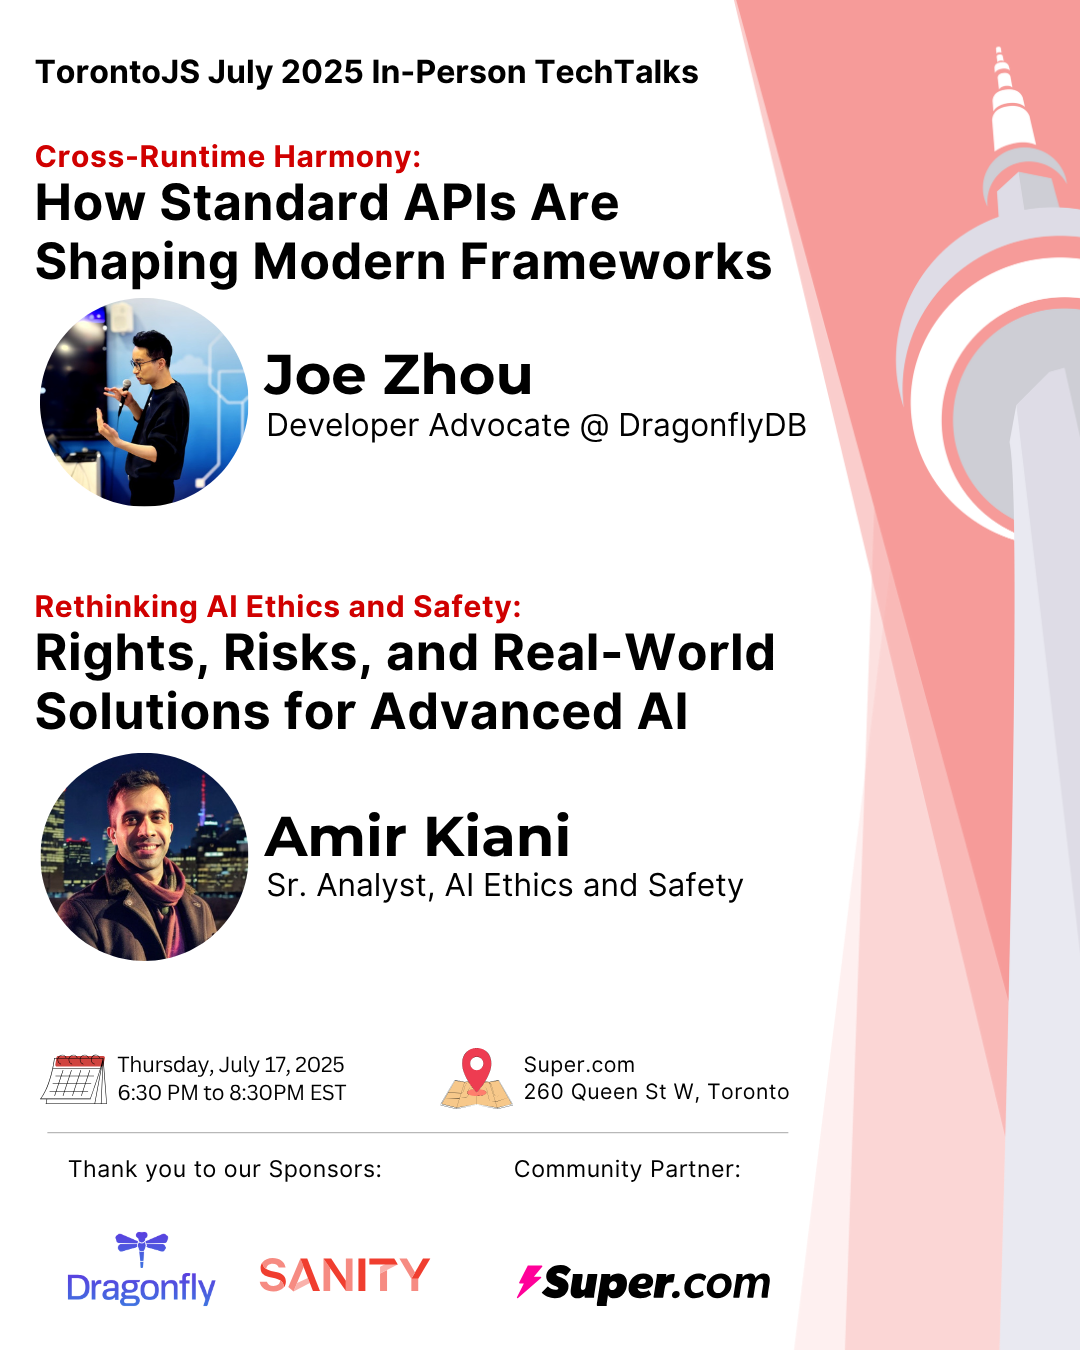 TorontoJS July 2025 In-Person TechTalks
Cross-Runtime Harmony:
How Standard APIs Are
Shaping Modern Frameworks
Joe Zhou
Developer Advocate @ DragonflyDB
Rethinking AI Ethics and Safety:
Rights, Risks, and Real-World
Solutions for Advanced AI
Amir Kiani
Sr. Analyst, AI Ethics and Safety
Thursday, July 17, 2025
6:30 PM to 8:30PM EST
Super.com
260 Queen St W, Toronto
Thank you to our Sponsors:
Community Partner:
Dragonfly
SANITY
Super.com